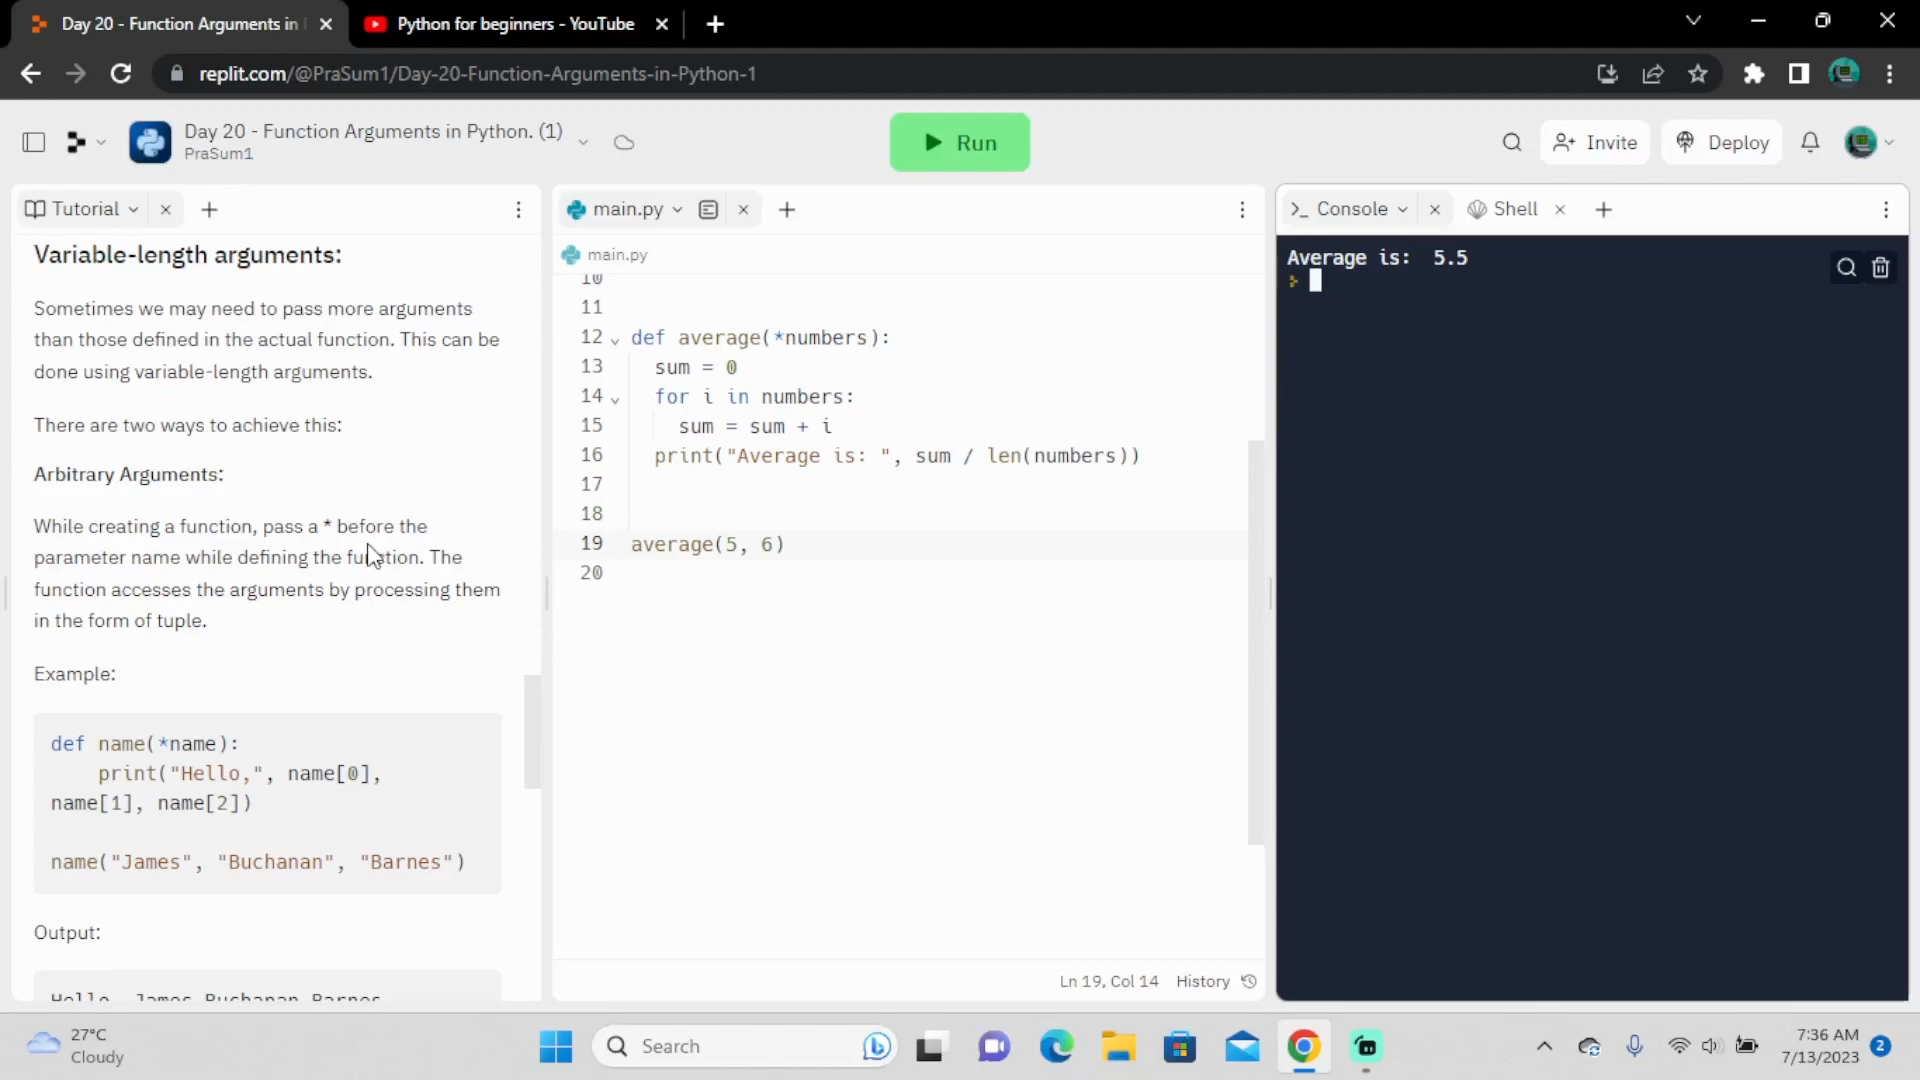 Day 20 - Function Arguments in
Python for beginners - YouTube
replit.com/@PraSum1/Day-20-Function-Arguments-in-Python-1
Day 20 - Function Arguments in Python. (1)
PraSum1
Run
Invite
Deploy
Tutorial
Variable-length arguments:
Sometimes we may need to pass more arguments
than those defined in the actual function. This can be
done using variable-length arguments.
There are two ways to achieve this:
Arbitrary Arguments:
While creating a function, pass a * before the
parameter name while defining the function. The
function accesses the arguments by processing them
in the form of tuple.
Example:
def name(*name):
    print("Hello,", name[0],
name[1], name[2])
name("James", "Buchanan", "Barnes")
Output:
Hello, James Buchanan Barnes
main.py
main.py
10
11
12 def average(*numbers):
13   sum = 0
14   for i in numbers:
15     sum = sum + i
16   print("Average is: ", sum / len(numbers))
17
18
19 average(5, 6)
20
Ln 19, Col 14 History
>_ Console
Shell
Average is:  5.5
27°C
Cloudy
Search
7:36 AM
7/13/2023
2